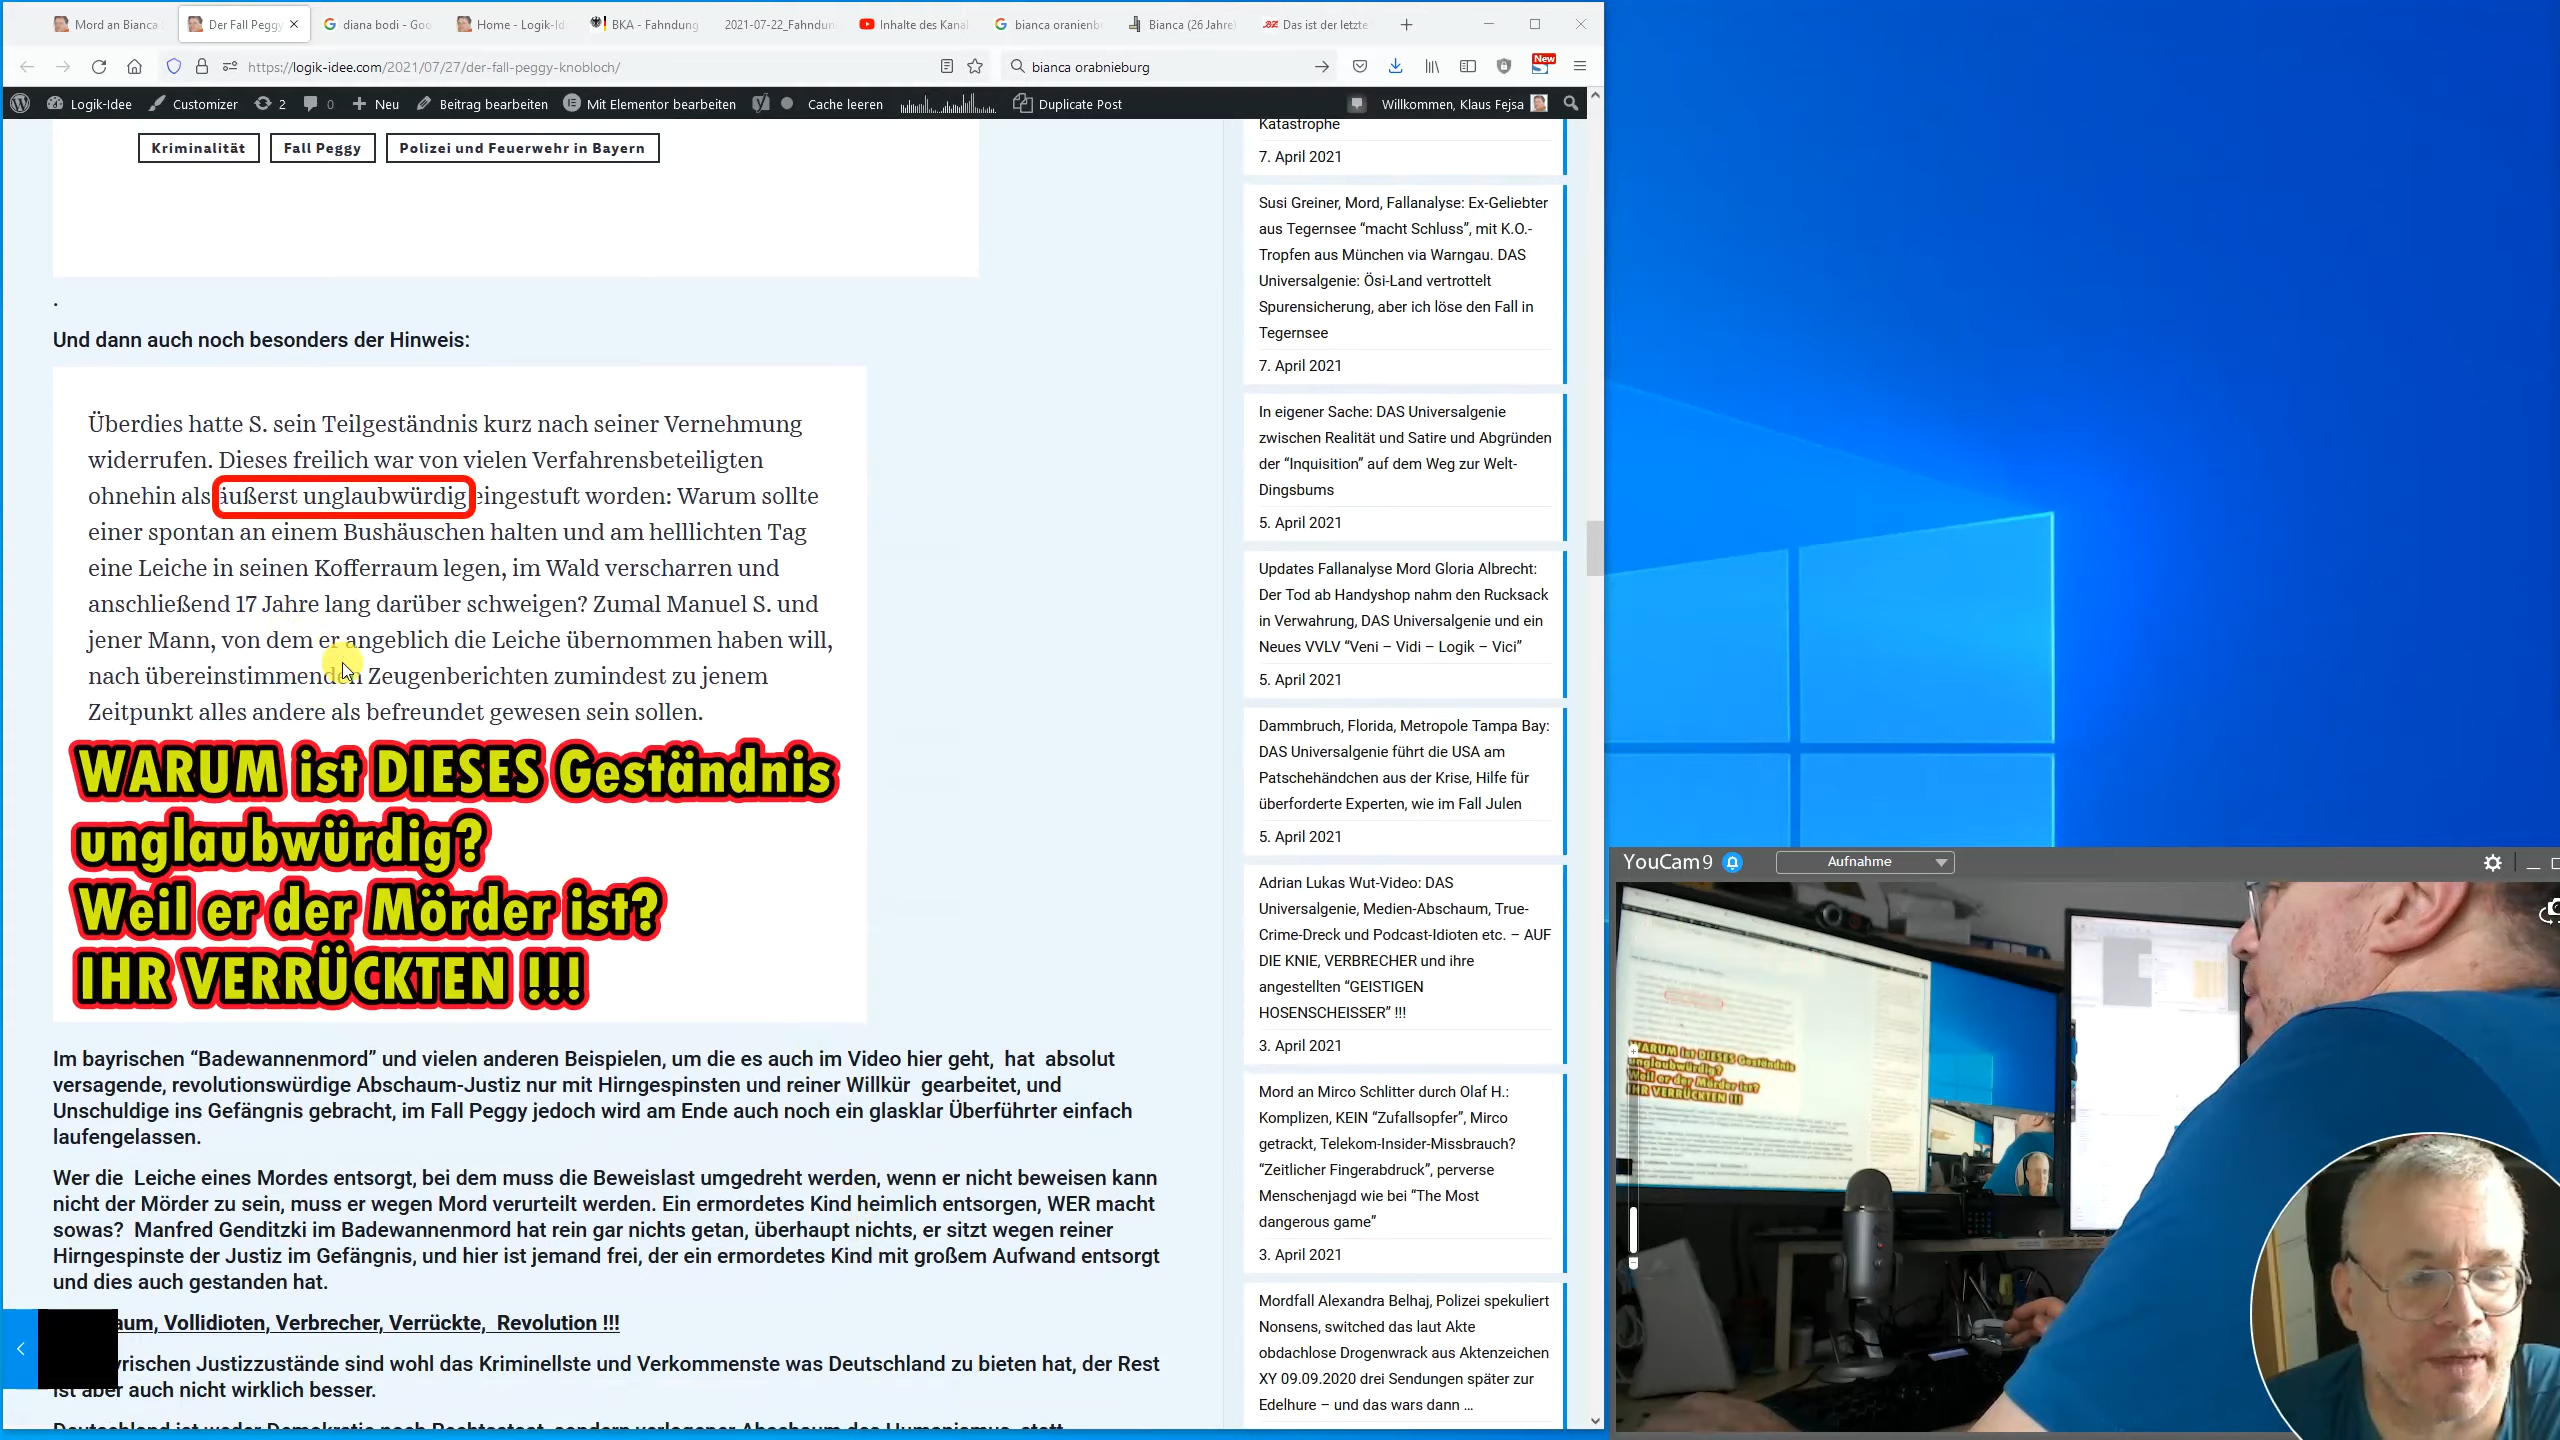 Mord an Bianca
Der Fall Peggy
diana bodi - Goo
Home - Logik-Id
BKA - Fahndung
2021-07-22_Fahndun
Inhalte des Kanal
bianca oranienb
Bianca (26 Jahre)
Das ist der letzte
https://logik-idee.com/2021/07/27/der-fall-peggy-knobloch/
bianca orabnieburg
New
Logik-Idee
Customizer
2
0
Neu
Beitrag bearbeiten
Mit Elementor bearbeiten
Cache leeren
Duplicate Post
Willkommen, Klaus Fejsa
Kriminalität
Fall Peggy
Polizei und Feuerwehr in Bayern
.
Und dann auch noch besonders der Hinweis:
Überdies hatte S. sein Teilgeständnis kurz nach seiner Vernehmung
widerrufen. Dieses freilich war von vielen Verfahrensbeteiligten
ohnehin als äußerst unglaubwürdig eingestuft worden: Warum sollte
einer spontan an einem Bushäuschen halten und am helllichten Tag
eine Leiche in seinen Kofferraum legen, im Wald verscharren und
anschließend 17 Jahre lang darüber schweigen? Zumal Manuel S. und
jener Mann, von dem er angeblich die Leiche übernommen haben will,
nach übereinstimmenden Zeugenberichten zumindest zu jenem
Zeitpunkt alles andere als befreundet gewesen sein sollen.
WARUM ist DIESES Geständnis
unglaubwürdig?
Weil er der Mörder ist?
IHR VERRÜCKTEN !!!
Im bayrischen “Badewannenmord” und vielen anderen Beispielen, um die es auch im Video hier geht, hat absolut
versagende, revolutionswürdige Abschaum-Justiz nur mit Hirngespinsten und reiner Willkür gearbeitet, und
Unschuldige ins Gefängnis gebracht, im Fall Peggy jedoch wird am Ende auch noch ein glasklar Überführter einfach
laufengelassen.
Wer die Leiche eines Mordes entsorgt, bei dem muss die Beweislast umgedreht werden, wenn er nicht beweisen kann
nicht der Mörder zu sein, muss er wegen Mord verurteilt werden. Ein ermordetes Kind heimlich entsorgen, WER macht
sowas? Manfred Genditzki im Badewannenmord hat rein gar nichts getan, überhaupt nichts, er sitzt wegen reiner
Hirngespinste der Justiz im Gefängnis, und hier ist jemand frei, der ein ermordetes Kind mit großem Aufwand entsorgt
und dies auch gestanden hat.
aum, Vollidioten, Verbrecher, Verrückte, Revolution !!!
yrischen Justizzustände sind wohl das Kriminellste und Verkommenste was Deutschland zu bieten hat, der Rest
ist aber auch nicht wirklich besser.
Katastrophe
7. April 2021
Susi Greiner, Mord, Fallanalyse: Ex-Geliebter
aus Tegernsee “macht Schluss”, mit K.O.-
Tropfen aus München via Warngau. DAS
Universalgenie: Ösi-Land vertrottelt
Spurensicherung, aber ich löse den Fall in
Tegernsee
7. April 2021
In eigener Sache: DAS Universalgenie
zwischen Realität und Satire und Abgründen
der “Inquisition” auf dem Weg zur Welt-
Dingsbums
5. April 2021
Updates Fallanalyse Mord Gloria Albrecht:
Der Tod ab Handyshop nahm den Rucksack
in Verwahrung, DAS Universalgenie und ein
Neues VVLV “Veni – Vidi – Logik – Vici”
5. April 2021
Dammbruch, Florida, Metropole Tampa Bay:
DAS Universalgenie führt die USA am
Patschehändchen aus der Krise, Hilfe für
überforderte Experten, wie im Fall Julen
5. April 2021
Adrian Lukas Wut-Video: DAS
Universalgenie, Medien-Abschaum, True-
Crime-Dreck und Podcast-Idioten etc. – AUF
DIE KNIE, VERBRECHER und ihre
angestellten “GEISTIGEN
HOSENSCHEISSER” !!!
3. April 2021
Mord an Mirco Schlitter durch Olaf H.:
Komplizen, KEIN “Zufallsopfer”, Mirco
getrackt, Telekom-Insider-Missbrauch?
“Zeitlicher Fingerabdruck”, perverse
Menschenjagd wie bei “The Most
dangerous game”
3. April 2021
Mordfall Alexandra Belhaj, Polizei spekuliert
Nonsens, switched das laut Akte
obdachlose Drogenwrack aus Aktenzeichen
XY 09.09.2020 drei Sendungen später zur
Edelhure – und das wars dann ...
YouCam 9
Aufnahme
WARUM ist DIESES Geständnis
unglaubwürdig?
Weil er der Mörder ist?
IHR VERRÜCKTEN !!!